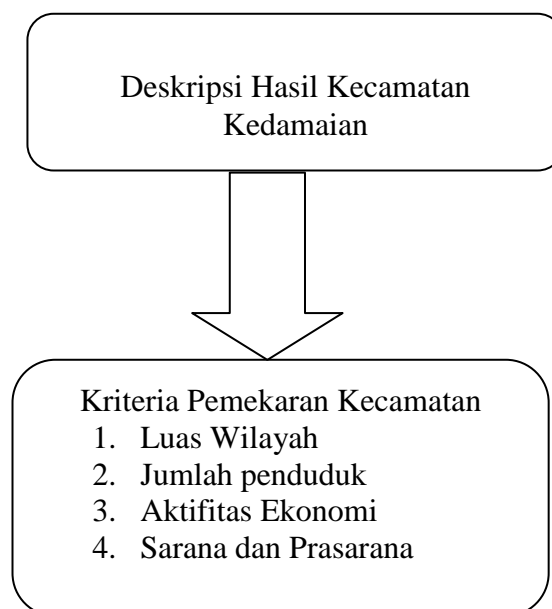 Deskripsi Hasil Kecamatan
Kedamaian
Kriteria Pemekaran Kecamatan
1. Luas Wilayah
2. Jumlah penduduk
3. Aktifitas Ekonomi
4. Sarana dan Prasarana